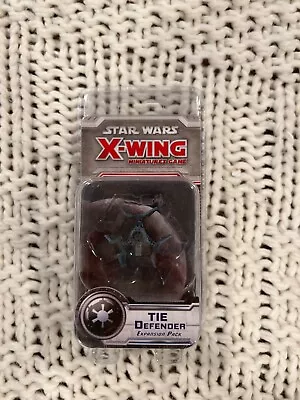 STAR WARS
X-WING
MINIATURES GAME
TIE
DEFENDER
EXPANSION PACK